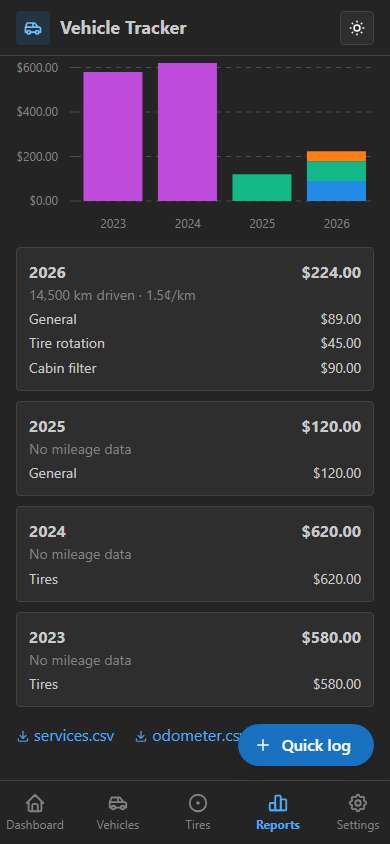 Vehicle Tracker
$600.00
$400.00
$200.00
$0.00
2023 2024 2025 2026
2026 $224.00
14,500 km driven · 1.5¢/km
General $89.00
Tire rotation $45.00
Cabin filter $90.00
2025 $120.00
No mileage data
General $120.00
2024 $620.00
No mileage data
Tires $620.00
2023 $580.00
No mileage data
Tires $580.00
services.csv odometer.cs
+ Quick log
Dashboard Vehicles Tires Reports Settings